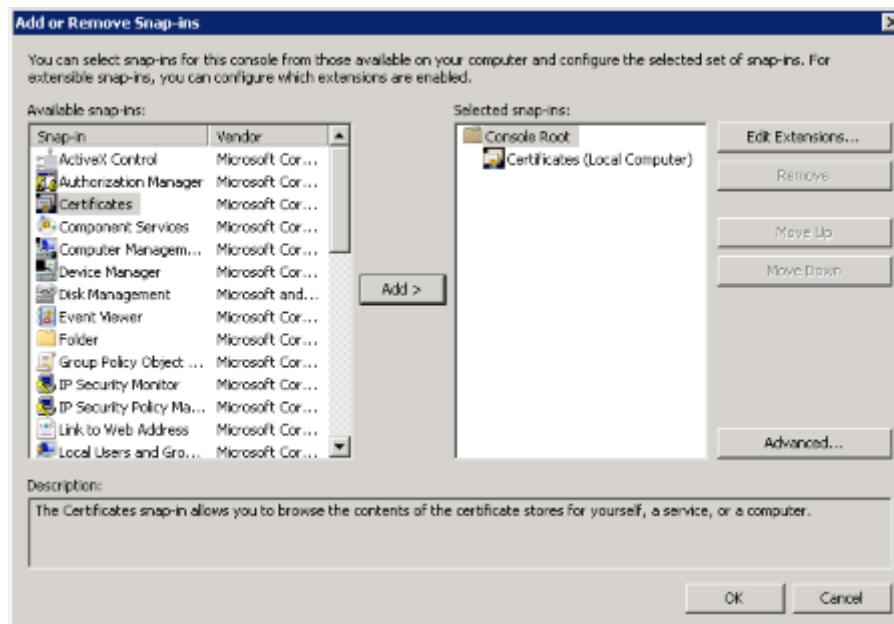 Add or Remove Snap-ins
You can select snap-ins for this console from those available on your computer and configure the selected set of snap-ins. For
extensible snap-ins, you can configure which extensions are enabled.
Available snap-ins:
Snap-in Vendor
ActiveX Control Microsoft Cor...
Authorization Manager Microsoft Cor...
Certificates Microsoft Cor...
Component Services Microsoft Cor...
Computer Managem... Microsoft Cor...
Device Manager Microsoft Cor...
Disk Management Microsoft and...
Event Viewer Microsoft Cor...
Folder Microsoft Cor...
Group Policy Object ... Microsoft Cor...
IP Security Monitor Microsoft Cor...
IP Security Policy Ma... Microsoft Cor...
Link to Web Address Microsoft Cor...
Local Users and Gro... Microsoft Cor...
Add >
Selected snap-ins:
Console Root
Certificates (Local Computer)
Edit Extensions...
Remove
Move Up
Move Down
Advanced...
Description:
The Certificates snap-in allows you to browse the contents of the certificate stores for yourself, a service, or a computer.
OK Cancel